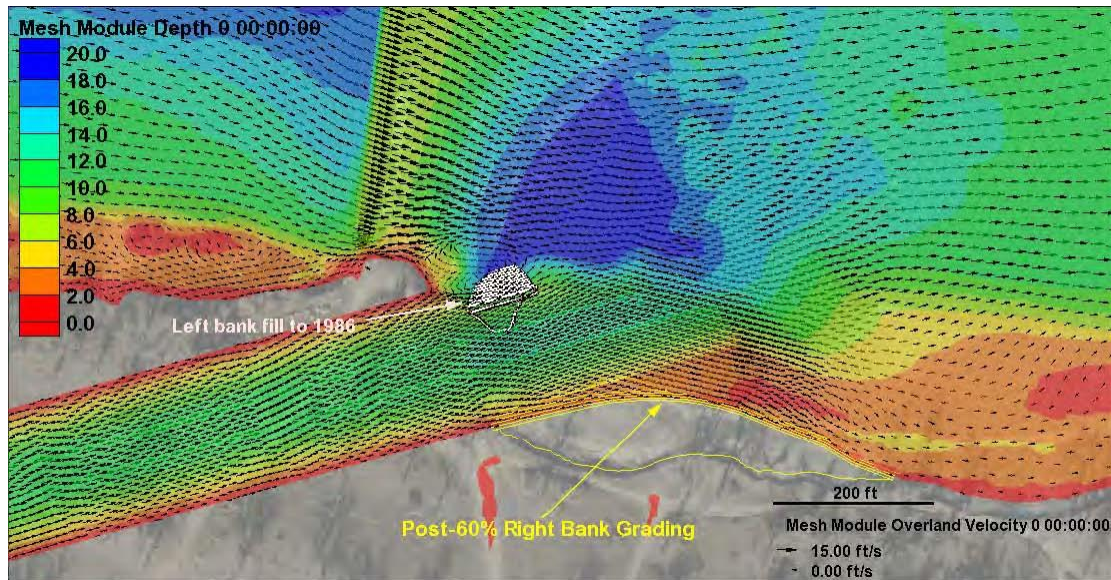 Mesh Module Depth 0 00:00:00
20.0
18.0
16.0
14.0
12.0
10.0
8.0
6.0
4.0
2.0
0.0
Left bank fill to 1986
200 ft
Post-60% Right Bank Grading
Mesh Module Overland Velocity 0 00:00:00
15.00 ft/s
0.00 ft/s